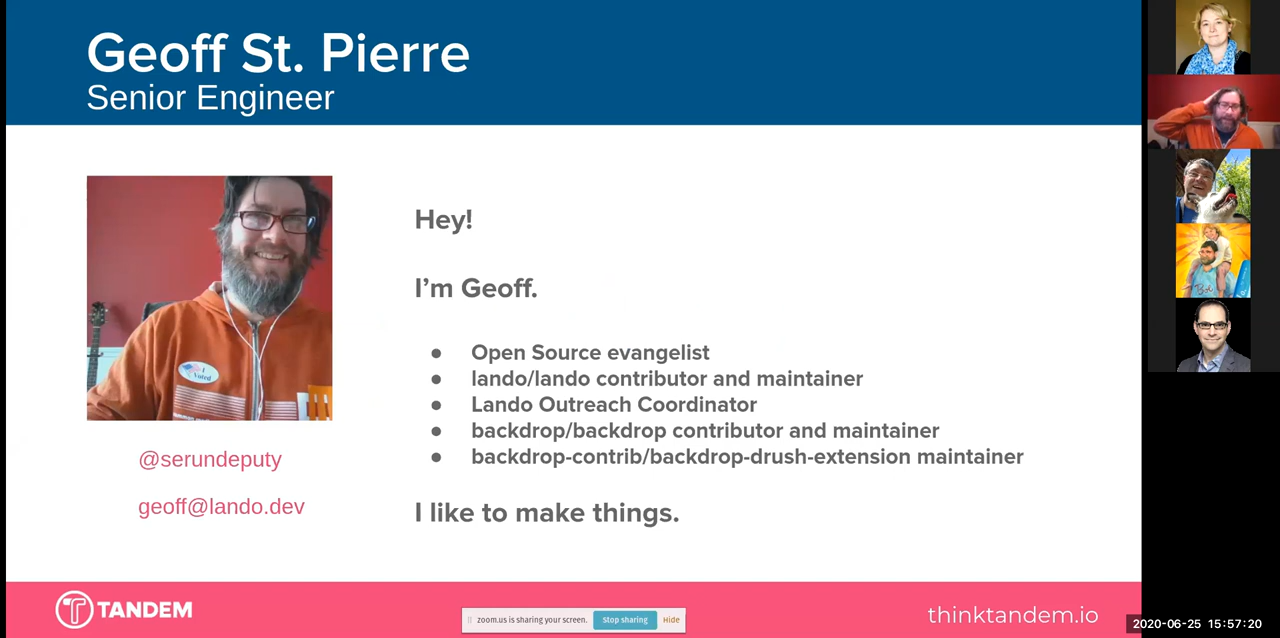 Geoff St. Pierre
Senior Engineer
I Voted
@serundeputy
geoff@lando.dev
Hey!
I’m Geoff.
● Open Source evangelist
● lando/lando contributor and maintainer
● Lando Outreach Coordinator
● backdrop/backdrop contributor and maintainer
● backdrop-contrib/backdrop-drush-extension maintainer
I like to make things.
TANDEM
zoom.us is sharing your screen. Stop sharing Hide
thinktandem.io
2020-06-25 15:57:20